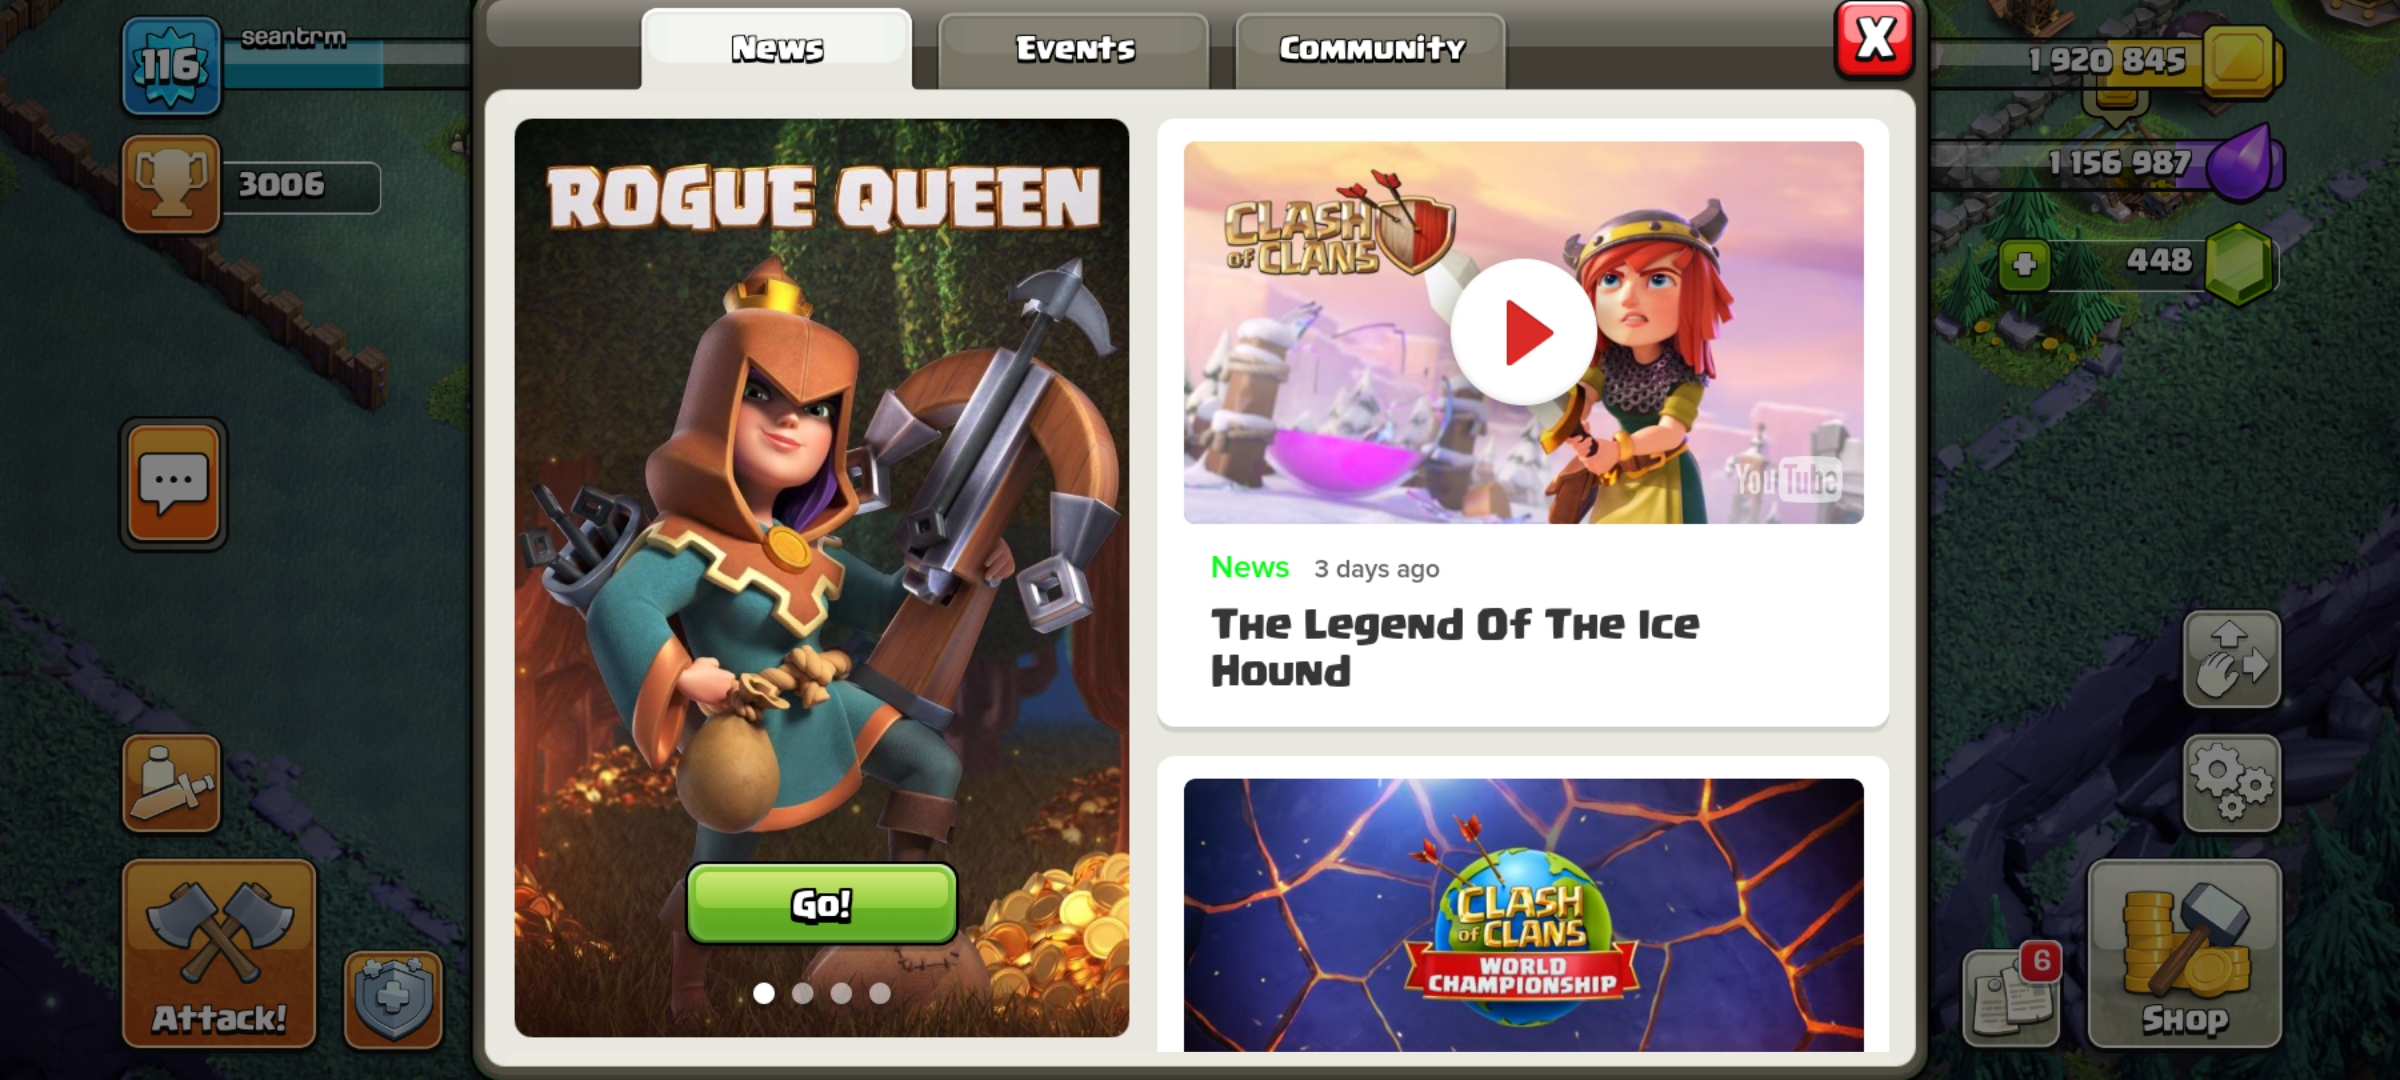 116
seantrm
3006
Attack!
News
Events
Community
X
ROGUE QUEEN
Go!
CLASH
OF CLANS
YouTube
News 3 days ago
The Legend Of The Ice
Hound
CLASH
OF CLANS
WORLD
CHAMPIONSHIP
1 920 845
1 156 987
448
6
Shop